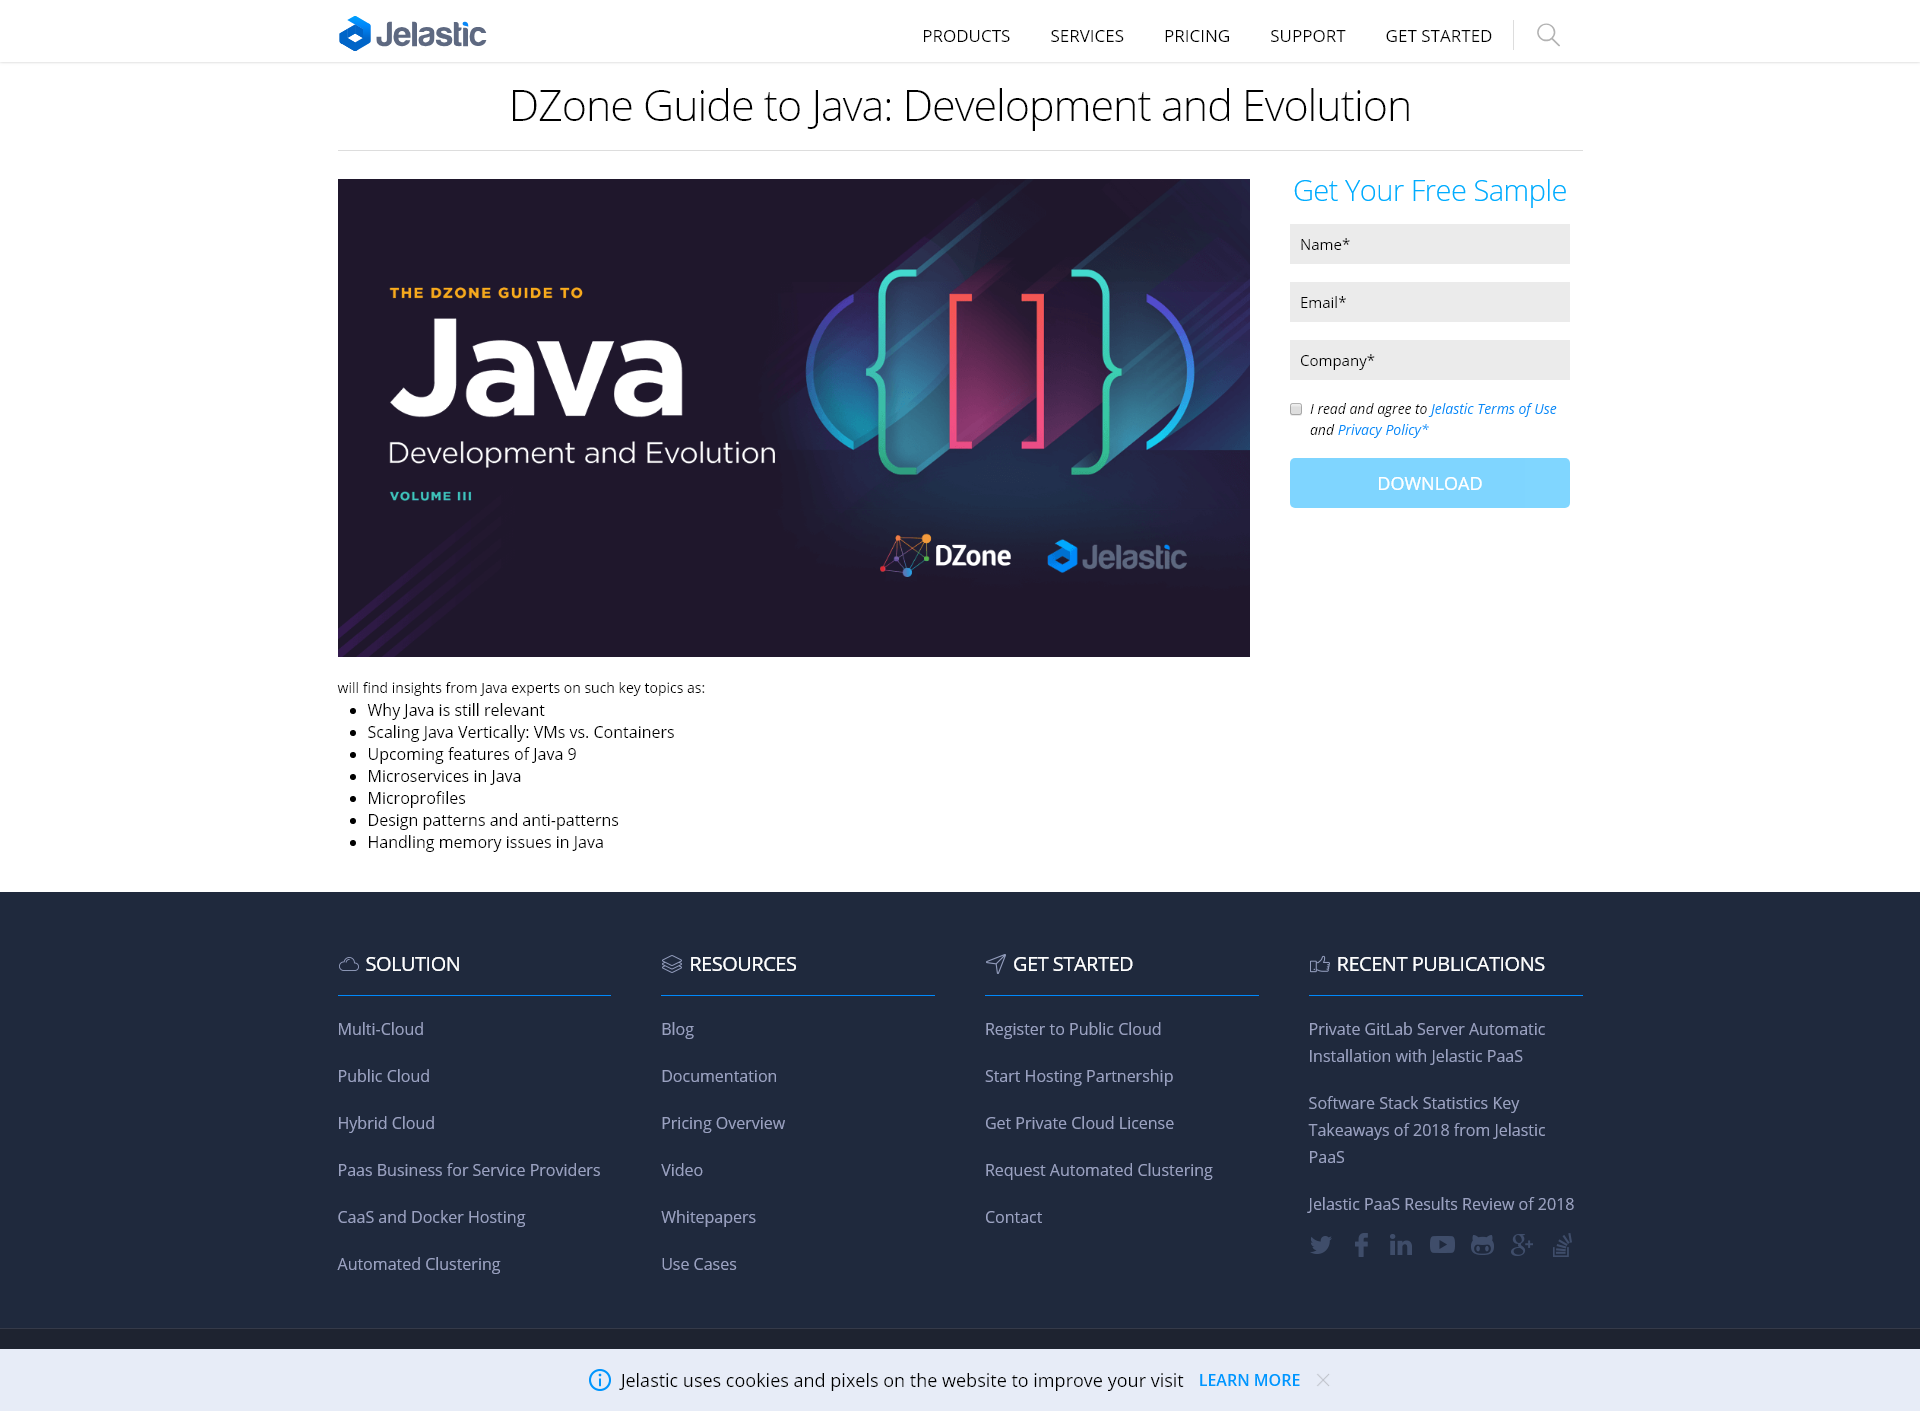 Jelastic
PRODUCTS SERVICES PRICING SUPPORT GET STARTED
DZone Guide to Java: Development and Evolution
THE DZONE GUIDE TO
Java
Development and Evolution
VOLUME III
DZone Jelastic
Get Your Free Sample
Name*
Email*
Company*
I read and agree to Jelastic Terms of Use
and Privacy Policy*
DOWNLOAD
will find insights from Java experts on such key topics as:
Why Java is still relevant
Scaling Java Vertically: VMs vs. Containers
Upcoming features of Java 9
Microservices in Java
Microprofiles
Design patterns and anti-patterns
Handling memory issues in Java
SOLUTION
Multi-Cloud
Public Cloud
Hybrid Cloud
Paas Business for Service Providers
CaaS and Docker Hosting
Automated Clustering
RESOURCES
Blog
Documentation
Pricing Overview
Video
Whitepapers
Use Cases
GET STARTED
Register to Public Cloud
Start Hosting Partnership
Get Private Cloud License
Request Automated Clustering
Contact
RECENT PUBLICATIONS
Private GitLab Server Automatic
Installation with Jelastic PaaS
Software Stack Statistics Key
Takeaways of 2018 from Jelastic
PaaS
Jelastic PaaS Results Review of 2018
Jelastic uses cookies and pixels on the website to improve your visit LEARN MORE